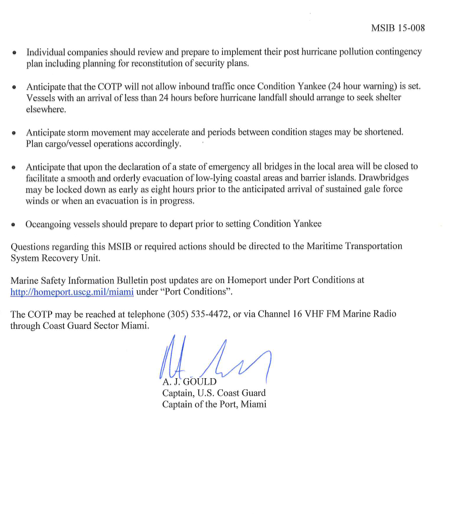 MSIB 15-008
• Individual companies should review and prepare to implement their post hurricane pollution contingency
plan including planning for reconstitution of security plans.
• Anticipate that the COTP will not allow inbound traffic once Condition Yankee (24 hour warning) is set.
Vessels with an arrival of less than 24 hours before hurricane landfall should arrange to seek shelter
elsewhere.
• Anticipate storm movement may accelerate and periods between condition stages may be shortened.
Plan cargo/vessel operations accordingly.
• Anticipate that upon the declaration of a state of emergency all bridges in the local area will be closed to
facilitate a smooth and orderly evacuation of low-lying coastal areas and barrier islands. Drawbridges
may be locked down as early as eight hours prior to the anticipated arrival of sustained gale force
winds or when an evacuation is in progress.
• Oceangoing vessels should prepare to depart prior to setting Condition Yankee
Questions regarding this MSIB or required actions should be directed to the Maritime Transportation
System Recovery Unit.
Marine Safety Information Bulletin post updates are on Homeport under Port Conditions at
http://homeport.uscg.mil/miami under “Port Conditions”.
The COTP may be reached at telephone (305) 535-4472, or via Channel 16 VHF FM Marine Radio
through Coast Guard Sector Miami.
A. J. GOULD
Captain, U.S. Coast Guard
Captain of the Port, Miami